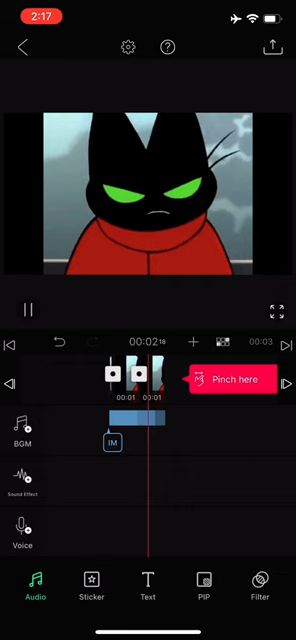 2:17
00:02 18
00:03
00:01 00:01
Pinch here
BGM
IM
Sound Effect
Voice
Audio Sticker Text PIP Filter